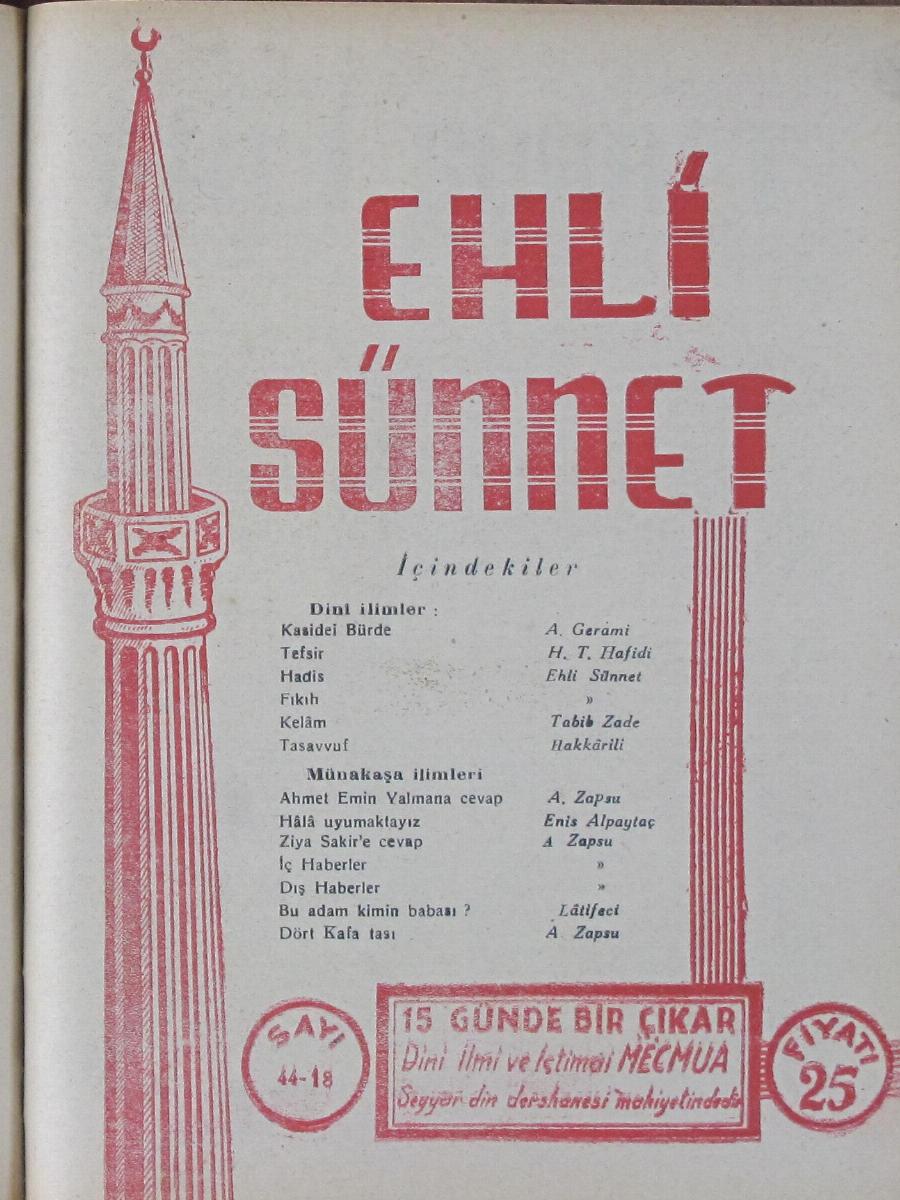 EHLİ
SÜNNET
İçindekiler
Dinî ilimler :
Kasidei Bürde A. Gerâmi
Tefsir H. T. Hafidi
Hadis Ehli Sünnet
Fıkıh »
Kelâm Tabib Zade
Tasavvuf Hakkârili
Münakaşa ilimleri
Ahmet Emin Yalmana cevap A. Zapsu
Hâlâ uyumaktayız Enis Alpaytaç
Ziya Sakir'e cevap A Zapsu
İç Haberler »
Dış Haberler »
Bu adam kimin babası ? Lâtifeci
Dört Kafa tası A Zapsu
SAYI
44-18
15 GÜNDE BİR ÇIKAR
Dini İlmi ve İçtimai MECMUA
Seyyar din dershanesi mahiyetindedir
FİYATI
25